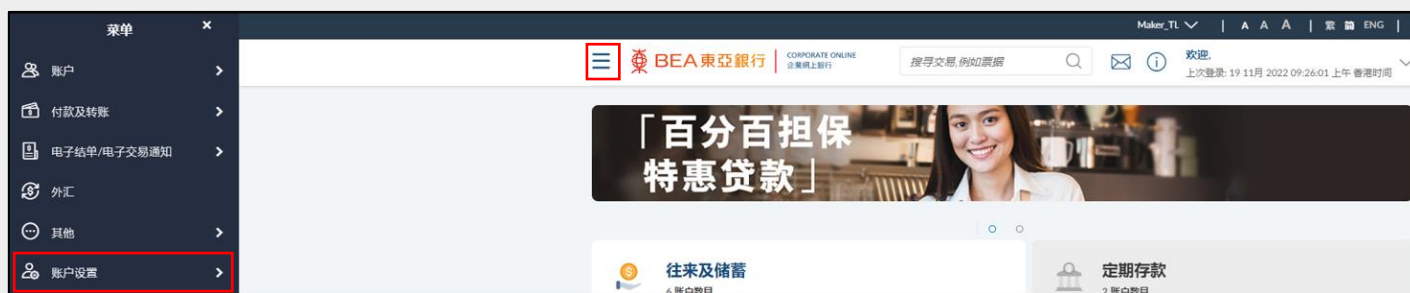 菜单 ×
账户
付款及转账
电子结单/电子交易通知
外汇
其他
账户设置
Maker_TL | A A A | 繁 简 ENG |
BEA東亞銀行
CORPORATE ONLINE
企業網上銀行
搜寻交易,例如票据
欢迎,
上次登录: 19 11月 2022 09:26:01 上午 香港时间
「百分百担保
特惠贷款」
往来及储蓄
6 账户数目
定期存款
2 账户数目